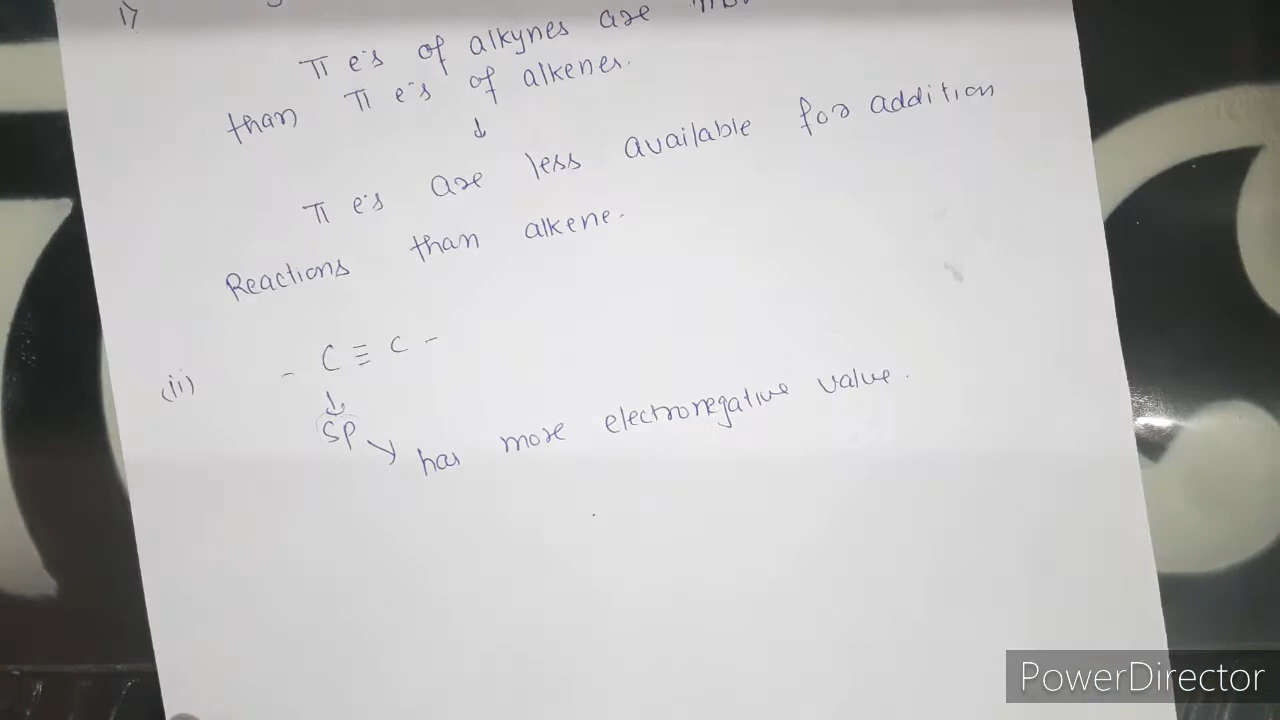 1)
π e⁻s of alkynes are
than π e⁻s of alkenes.
↓
π e⁻s are less available for addition
Reactions than alkene.
(ii) - C ≡ C -
↓
SP ↘ has more electronegative value.
PowerDirector